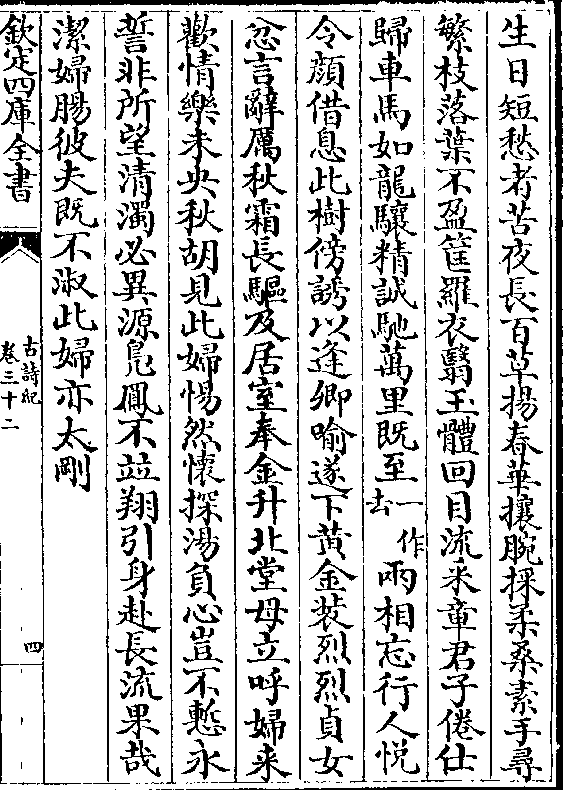 生日短愁者苦夜長百草揚春華攘腕採柔桑素手尋
繁枝落葉不盈筐羅衣翳玉體回目流采章君子倦仕
歸車馬如龍驤精誠馳萬里既至一作去兩相忘行人悅
令顔借息此樹傍誘以逢卿喻遂下黃金装烈烈貞女
忿言辭厲秋霜長驅及居室奉金升北堂母立呼婦来
歡情樂未央秋胡見此婦惕然懐探湯負心豈不慙永
誓非所望清濁必異源鳬鳳不竝翔引身赴長流果哉
潔婦腸彼夫既不淑此婦亦太剛
欽定四庫全書
古詩紀
卷三十二
四